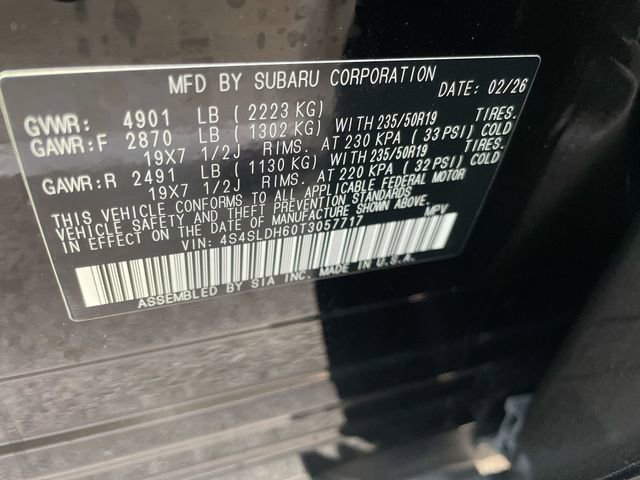 MFD BY SUBARU CORPORATION DATE: 02/26
GVWR: 4901 LB ( 2223 KG)
GAWR:F 2870 LB ( 1302 KG) WITH 235/50R19 TIRES.
19X7 1/2J RIMS. AT 230 KPA ( 33 PSI) COLD
GAWR:R 2491 LB ( 1130 KG) WITH 235/50R19 TIRES.
19X7 1/2J RIMS. AT 220 KPA ( 32 PSI) COLD
THIS VEHICLE CONFORMS TO ALL APPLICABLE FEDERAL MOTOR
VEHICLE SAFETY AND THEFT PREVENTION STANDARDS
IN EFFECT ON THE DATE OF MANUFACTURE SHOWN ABOVE.
VIN: 4S4SLDH60T3057717 MPV
ASSEMBLED BY SIA INC. MADE IN U.S.A.